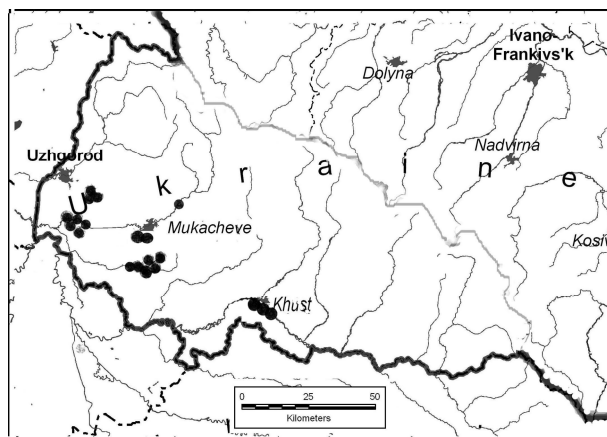 Ivano-
Frankivs'k
Dolyna
Nadvirna
Uzhgorod
U k r a i n e
Mukacheve
Kosiv
Khust
0 25 50
Kilometers